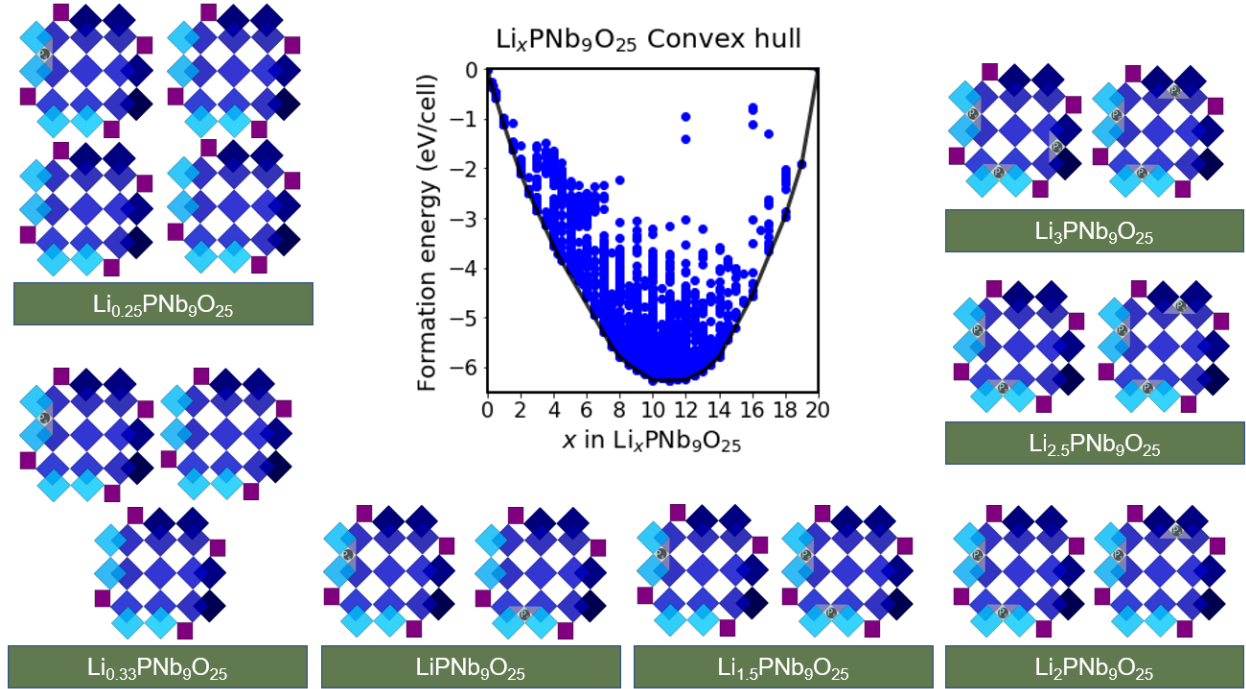 LiₓPNb₉O₂₅ Convex hull
Formation energy (eV/cell)
0
−1
−2
−3
−4
−5
−6
0 2 4 6 8 10 12 14 16 18 20
x in LiₓPNb₉O₂₅
Li₀.₂₅PNb₉O₂₅
Li₃PNb₉O₂₅
Li₂.₅PNb₉O₂₅
Li₀.₃₃PNb₉O₂₅
LiPNb₉O₂₅
Li₁.₅PNb₉O₂₅
Li₂PNb₉O₂₅